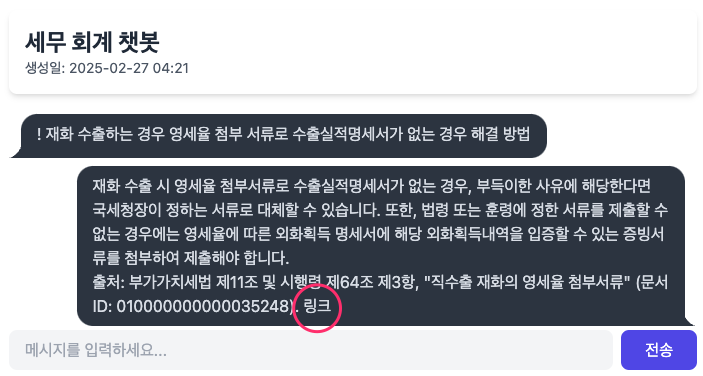 세무 회계 챗봇
생성일: 2025-02-27 04:21
! 재화 수출하는 경우 영세율 첨부 서류로 수출실적명세서가 없는 경우 해결 방법
재화 수출 시 영세율 첨부서류로 수출실적명세서가 없는 경우, 부득이한 사유에 해당한다면
국세청장이 정하는 서류로 대체할 수 있습니다. 또한, 법령 또는 훈령에 정한 서류를 제출할 수
없는 경우에는 영세율에 따른 외화획득 명세서에 해당 외화획득내역을 입증할 수 있는 증빙서
류를 첨부하여 제출해야 합니다.
출처: 부가가치세법 제11조 및 시행령 제64조 제3항, "직수출 재화의 영세율 첨부서류" (문서
ID: 010000000000035248). 링크
메시지를 입력하세요...
전송